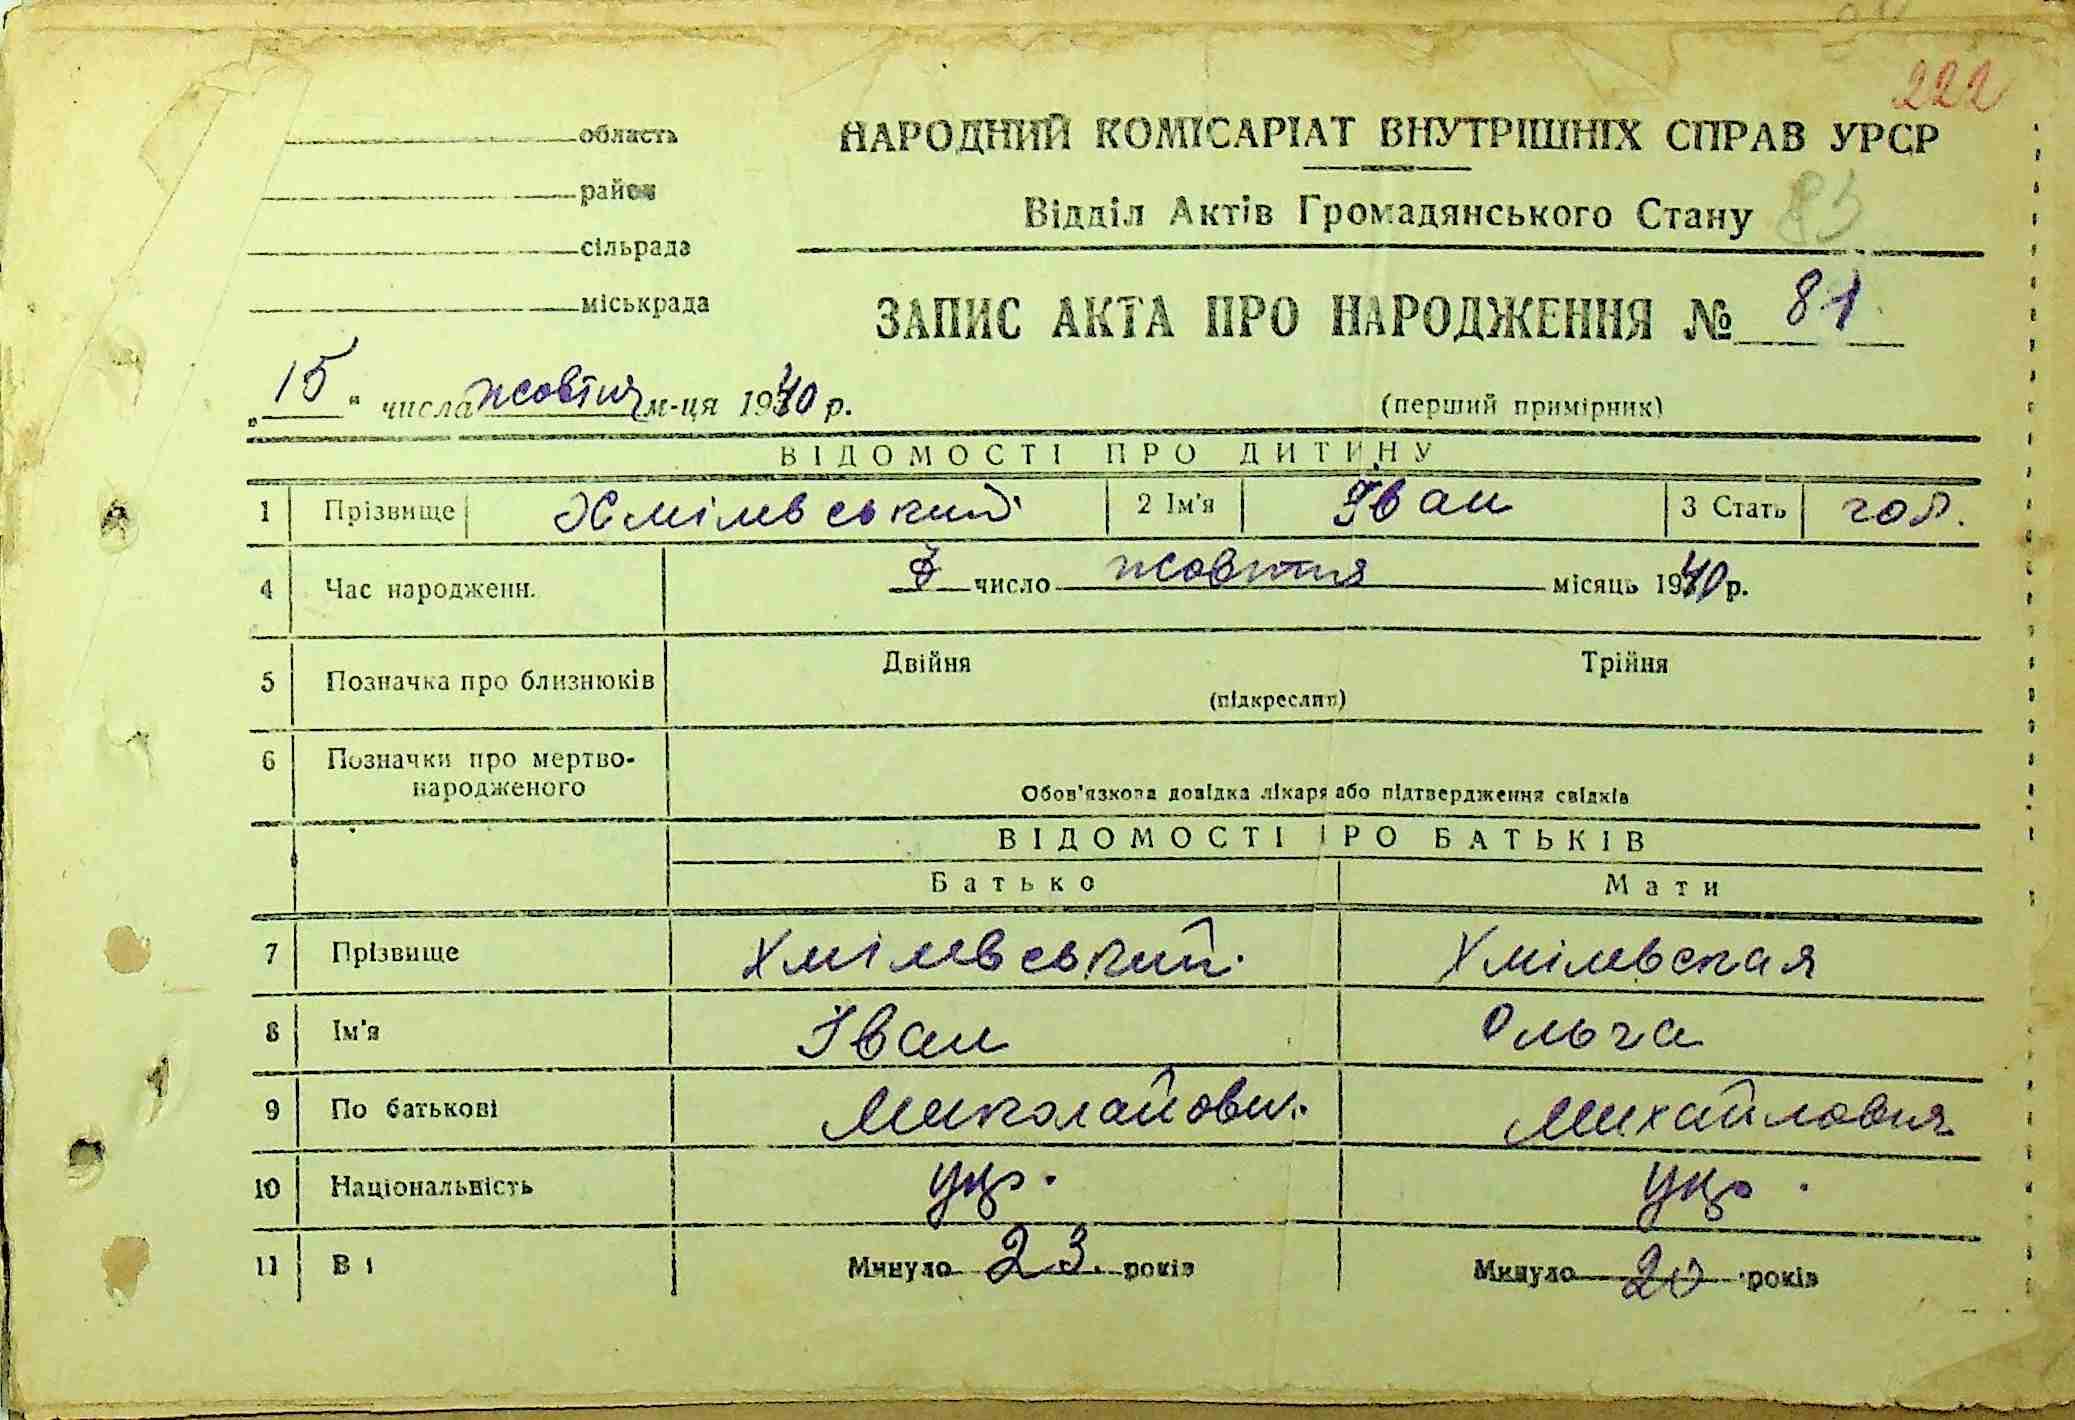 222
область
НАРОДНИЙ КОМІСАРІАТ ВНУТРІШНІХ СПРАВ УРСР
район
Відділ Актів Громадянського Стану 83
сільрада
міськрада
ЗАПИС АКТА ПРО НАРОДЖЕННЯ № 81
„15“ числа жовтня м-ця 1940 р.
(перший примірник)
ВІДОМОСТІ ПРО ДИТИНУ
1 Прізвище Хмілевський 2 Ім'я Іван 3 Стать чол.
4 Час народженн. число жовтня місяць 1940 р.
5 Позначка про близнюків Двійня Трійня
(підкреслити)
6 Позначки про мертво-
народженого
Обов'язкова довідка лікаря або підтвердження свідків
ВІДОМОСТІ ПРО БАТЬКІВ
Батько Мати
7 Прізвище Хмілевський. Хмілевская
8 Ім'я Іван Ольга
9 По батькові Миколайович. Михайловня
10 Національність укр. укр.
11 Ві Минуло 23. років Минуло 20 років